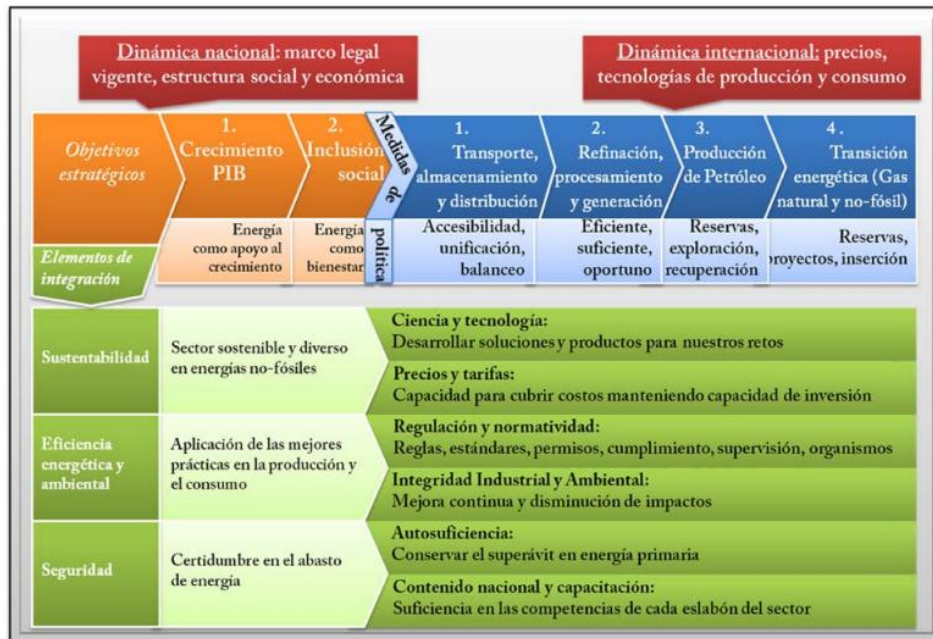 Dinámica nacional: marco legal
vigente, estructura social y económica
Dinámica internacional: precios,
tecnologías de producción y consumo
Objetivos
estratégicos
1.
Crecimiento
PIB
2.
Inclusión
social
Medidas de
política
1.
Transporte,
almacenamiento
y distribución
2.
Refinación,
procesamiento
y generación
3.
Producción
de Petróleo
4.
Transición
energética (Gas
natural y no-fósil)
Elementos de
integración
Energía
como apoyo al
crecimiento
Energía
como
bienestar
Accesibilidad,
unificación,
balanceo
Eficiente,
suficiente,
oportuno
Reservas,
exploración,
recuperación
Reservas,
proyectos, inserción
Sustentabilidad
Sector sostenible y diverso
en energías no-fósiles
Ciencia y tecnología:
Desarrollar soluciones y productos para nuestros retos
Precios y tarifas:
Capacidad para cubrir costos manteniendo capacidad de inversión
Eficiencia
energética y
ambiental
Aplicación de las mejores
prácticas en la producción y
el consumo
Regulación y normatividad:
Reglas, estándares, permisos, cumplimiento, supervisión, organismos
Integridad Industrial y Ambiental:
Mejora continua y disminución de impactos
Seguridad
Certidumbre en el abasto
de energía
Autosuficiencia:
Conservar el superávit en energía primaria
Contenido nacional y capacitación:
Suficiencia en las competencias de cada eslabón del sector